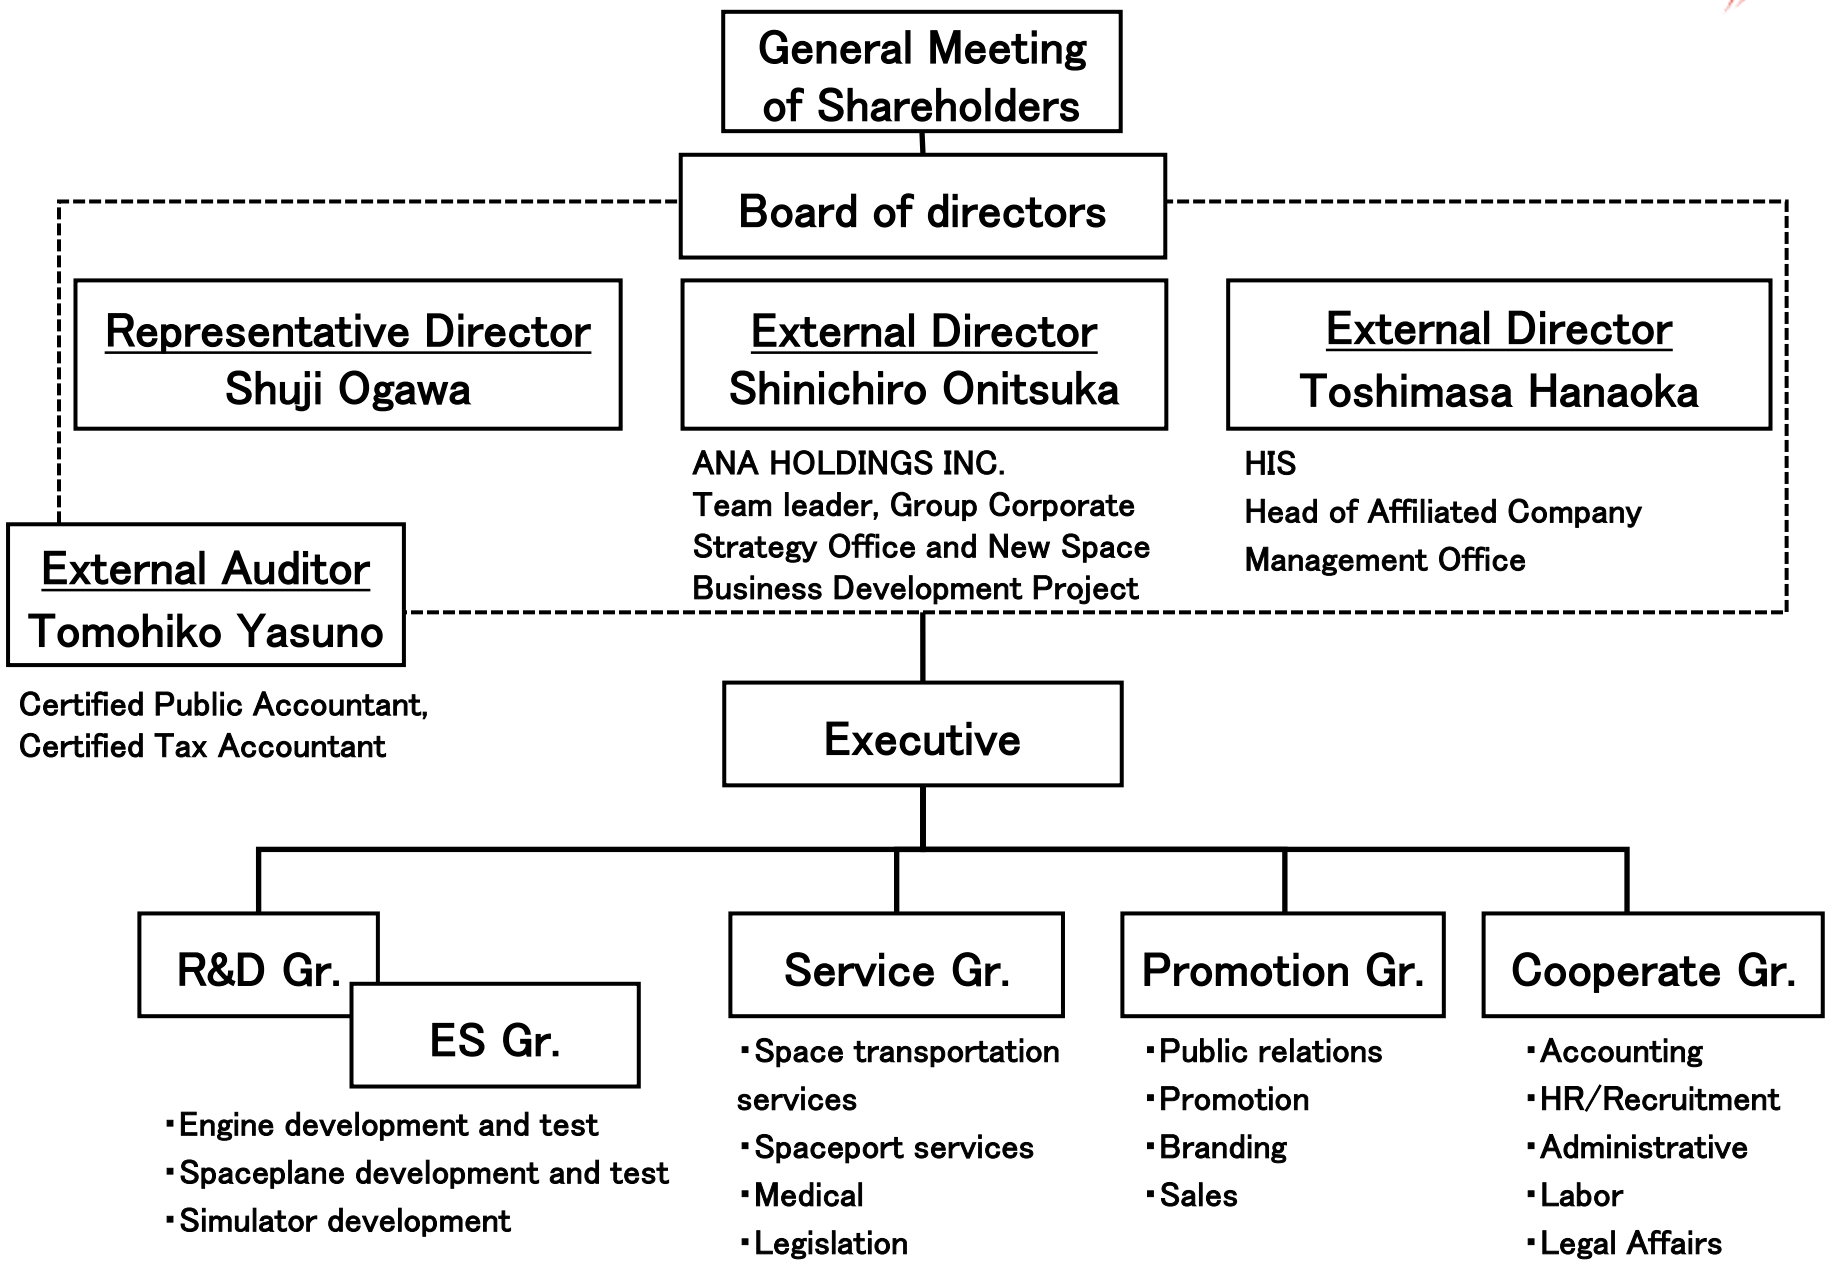 General Meeting
of Shareholders
Board of directors
Representative Director
Shuji Ogawa
External Director
Shinichiro Onitsuka
ANA HOLDINGS INC.
Team leader, Group Corporate
Strategy Office and New Space
Business Development Project
External Director
Toshimasa Hanaoka
HIS
Head of Affiliated Company
Management Office
External Auditor
Tomohiko Yasuno
Certified Public Accountant,
Certified Tax Accountant
Executive
R&D Gr.
ES Gr.
・Engine development and test
・Spaceplane development and test
・Simulator development
Service Gr.
・Space transportation
services
・Spaceport services
・Medical
・Legislation
Promotion Gr.
・Public relations
・Promotion
・Branding
・Sales
Cooperate Gr.
・Accounting
・HR/Recruitment
・Administrative
・Labor
・Legal Affairs